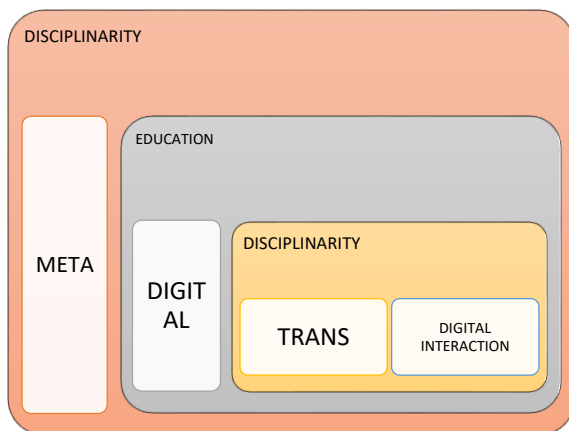 DISCIPLINARITY
EDUCATION
META
DISCIPLINARITY
DIGIT
AL
TRANS
DIGITAL
INTERACTION